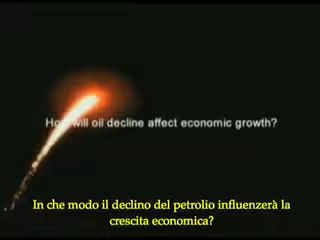 How will oil decline affect economic growth?
In che modo il declino del petrolio influenzerà la
crescita economica?